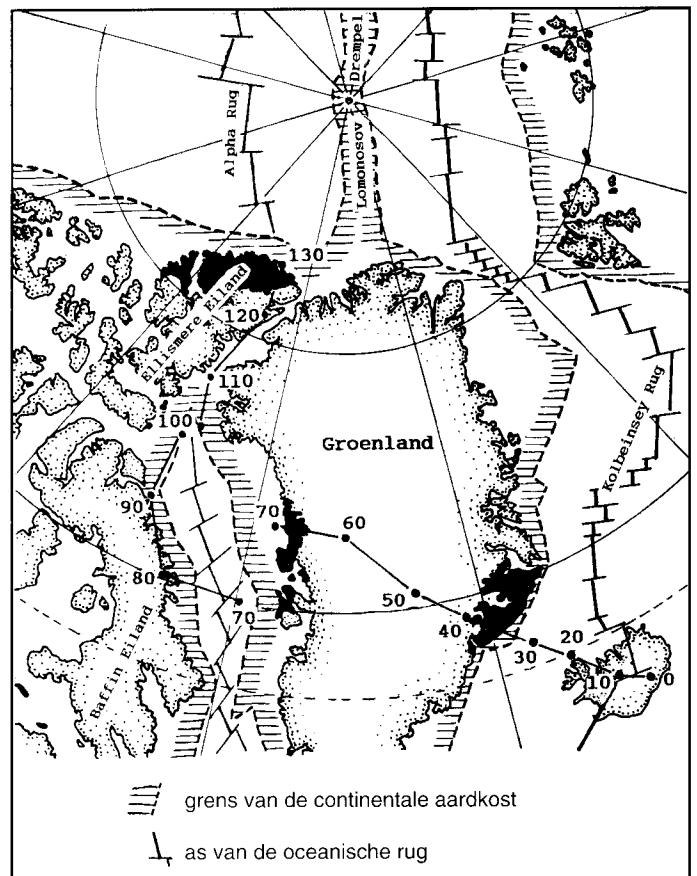 Drempel
Alpha Rug
Lomonosov
130
Ellismere Eiland
120
110
100
Groenland
Kolbeinsey Rug
90
70
60
80
70
50
40
30
20
10
0
Baffin Eiland
grens van de continentale aardkost
as van de oceanische rug